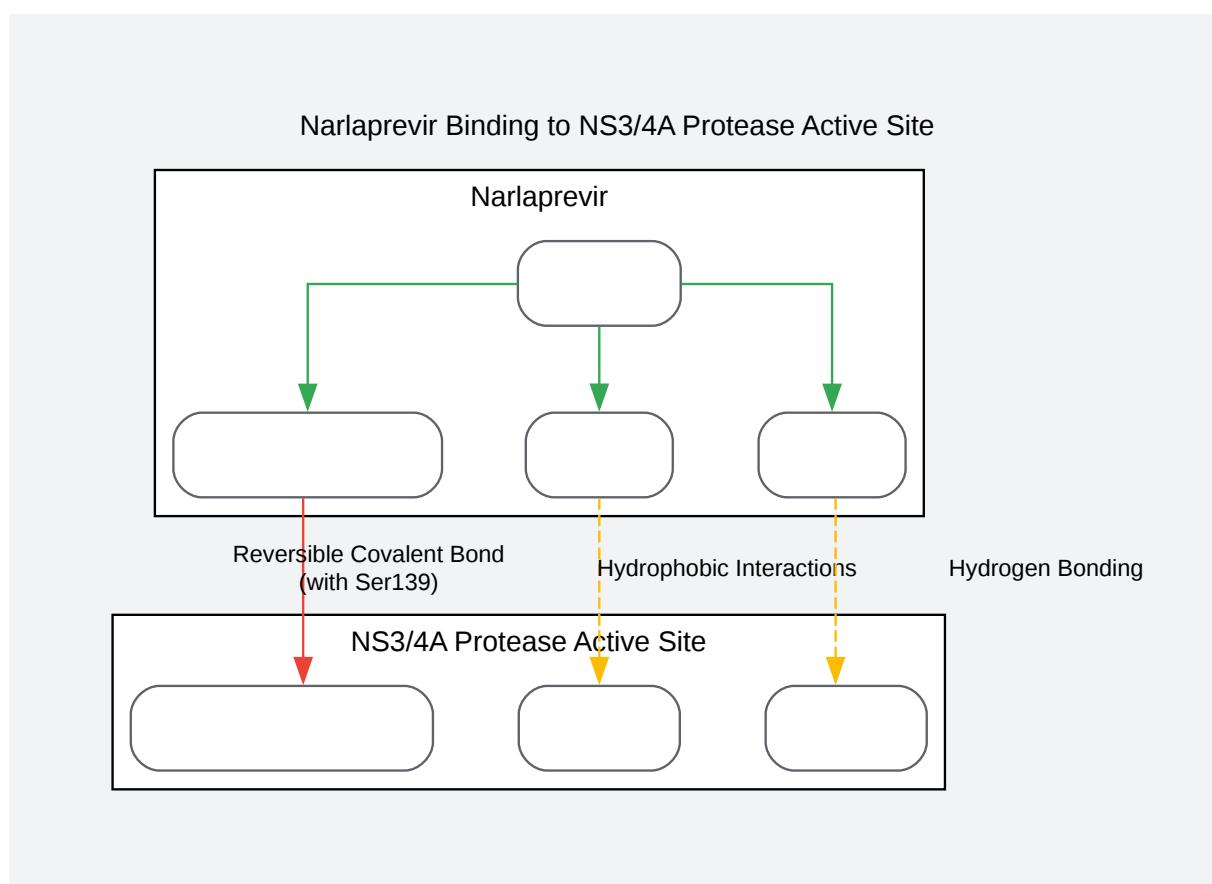 Narlaprevir Binding to NS3/4A Protease Active Site
Narlaprevir
Reversible Covalent Bond
(with Ser139)
Hydrophobic Interactions
Hydrogen Bonding
NS3/4A Protease Active Site